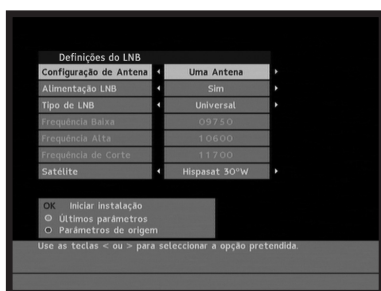 Definições do LNB
Configuração de Antena Uma Antena
Alimentação LNB Sim
Tipo de LNB Universal
Frequência Baixa 09750
Frequência Alta 10600
Frequência de Corte 11700
Satélite Hispasat 30°W
OK Iniciar instalação
Últimos parâmetros
Parâmetros de origem
Use as teclas < ou > para seleccionar a opção pretendida.